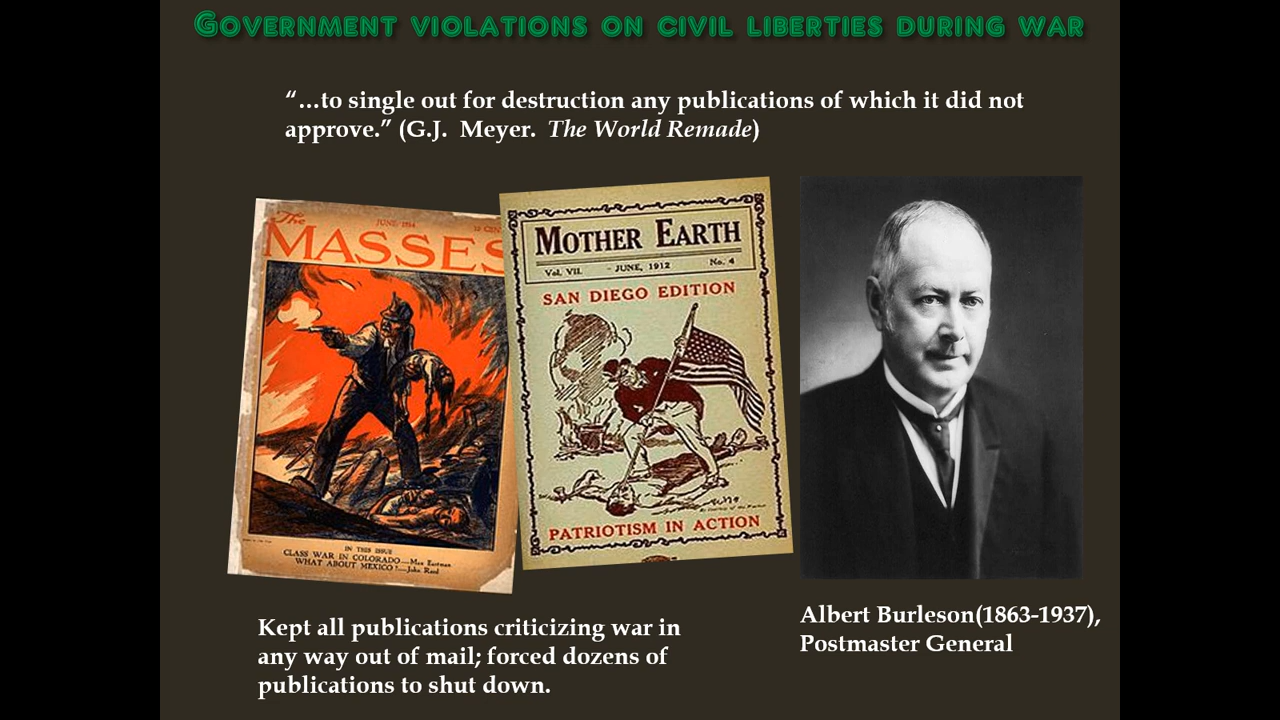 Government violations on civil liberties during war
“…to single out for destruction any publications of which it did not
approve.” (G.J. Meyer. The World Remade)
The
JUNE, 1914 10 CEN
MASSES
IN THIS ISSUE
CLASS WAR IN COLORADO—Max Eastman
WHAT ABOUT MEXICO?—John Reed
MOTHER EARTH
Vol. VII. - JUNE, 1912 No. 4
SAN DIEGO EDITION
PATRIOTISM IN ACTION
Kept all publications criticizing war in
any way out of mail; forced dozens of
publications to shut down.
Albert Burleson(1863-1937),
Postmaster General